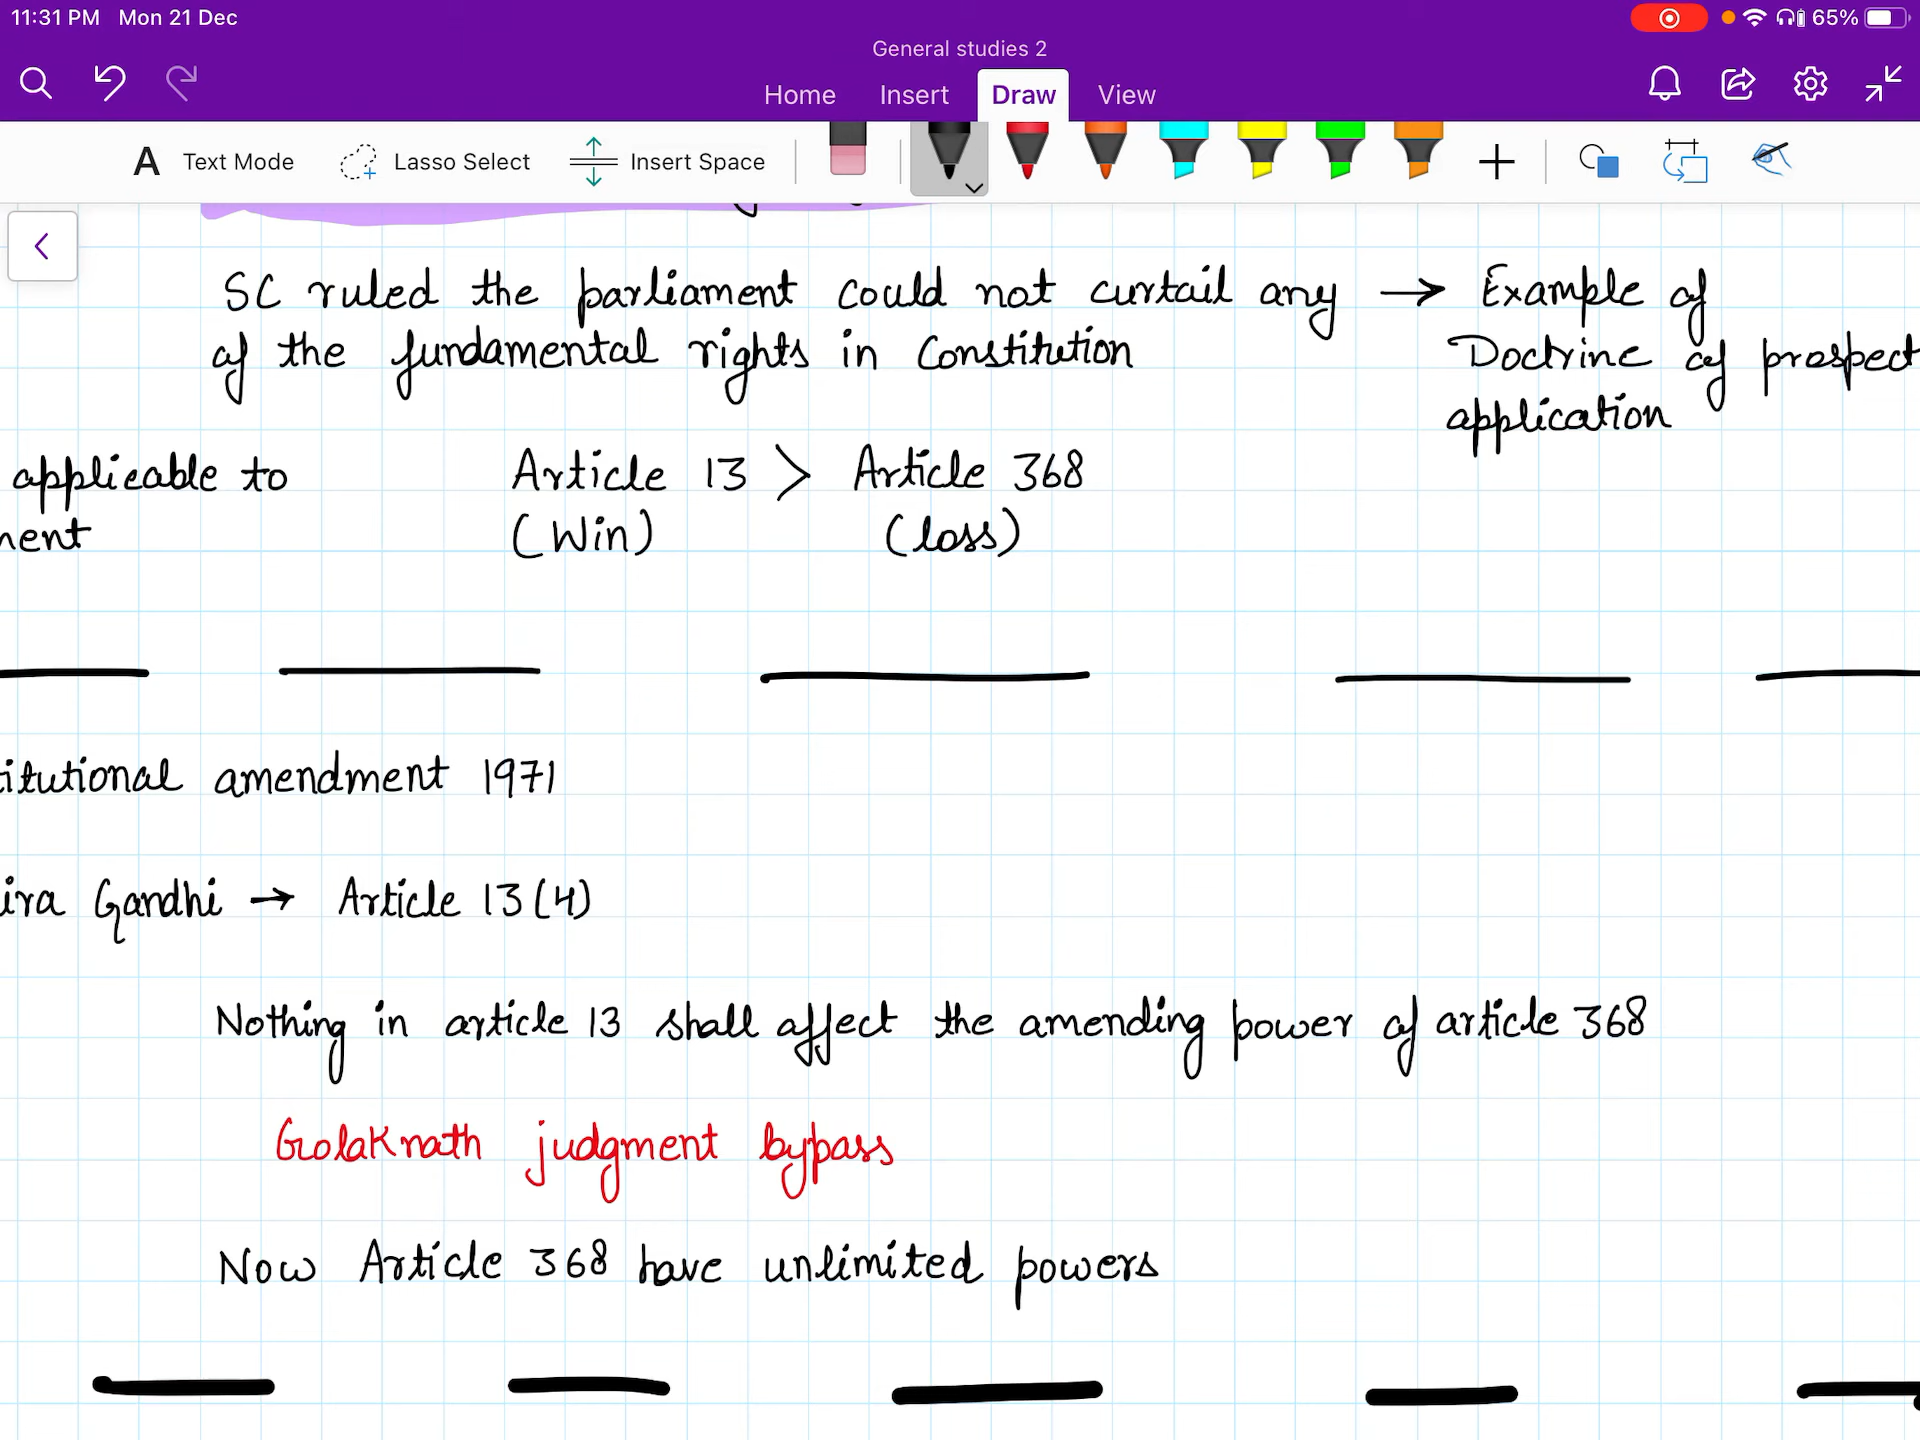 11:31 PM Mon 21 Dec
65%
General studies 2
Home Insert Draw View
A Text Mode Lasso Select Insert Space
SC ruled the parliament could not curtail any → Example of
of the fundamental rights in Constitution
Doctrine of prospect
application
applicable to
Article 13 > Article 368
(Win) (loss)
itutional amendment 1971
ira Gandhi → Article 13(4)
Nothing in article 13 shall affect the amending power of article 368
Golaknath judgment bypass
Now Article 368 have unlimited powers